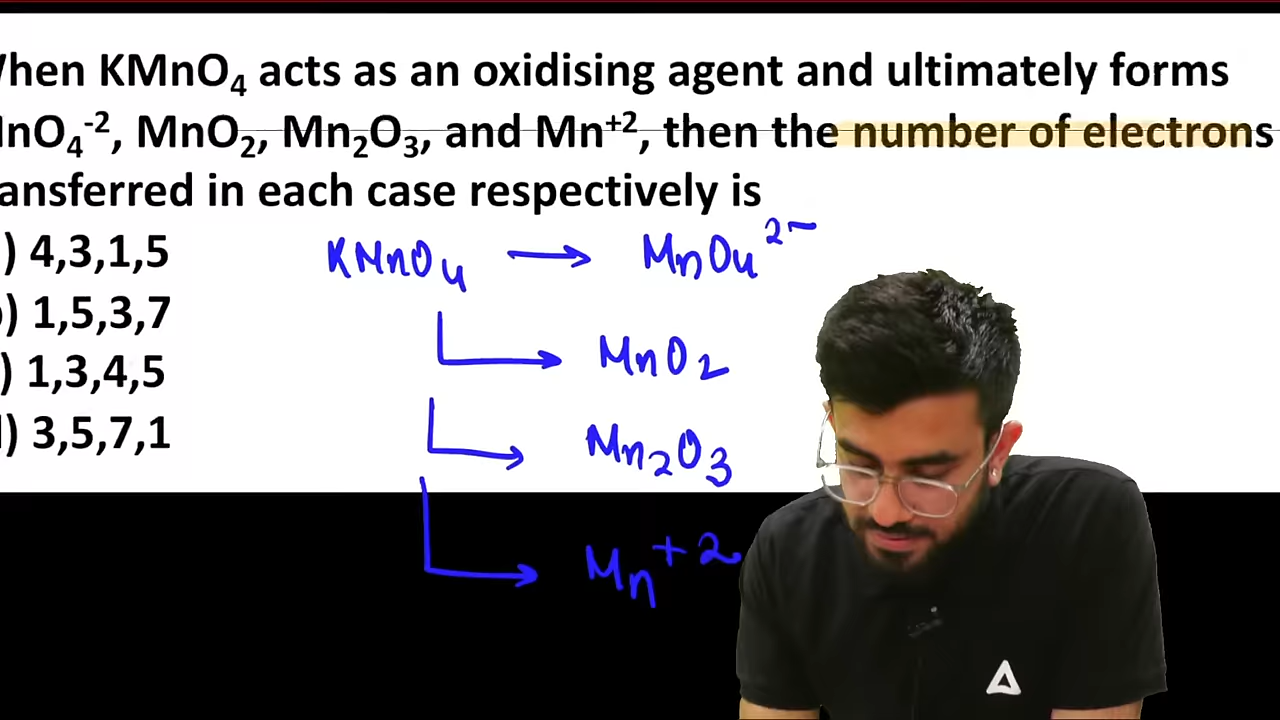 hen KMnO₄ acts as an oxidising agent and ultimately forms
nO₄⁻², MnO₂, Mn₂O₃, and Mn⁺², then the number of electrons
ansferred in each case respectively is
) 4,3,1,5
) 1,5,3,7
) 1,3,4,5
) 3,5,7,1
KMnO₄ → MnO₄²⁻
MnO₂
Mn₂O₃
Mn⁺²